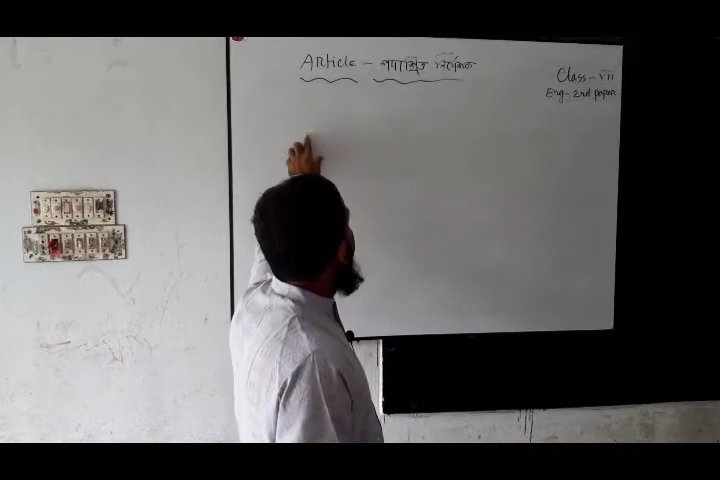 Article - পদাশ্রিত নির্দেশক
Class - VII
Eng - 2nd paper